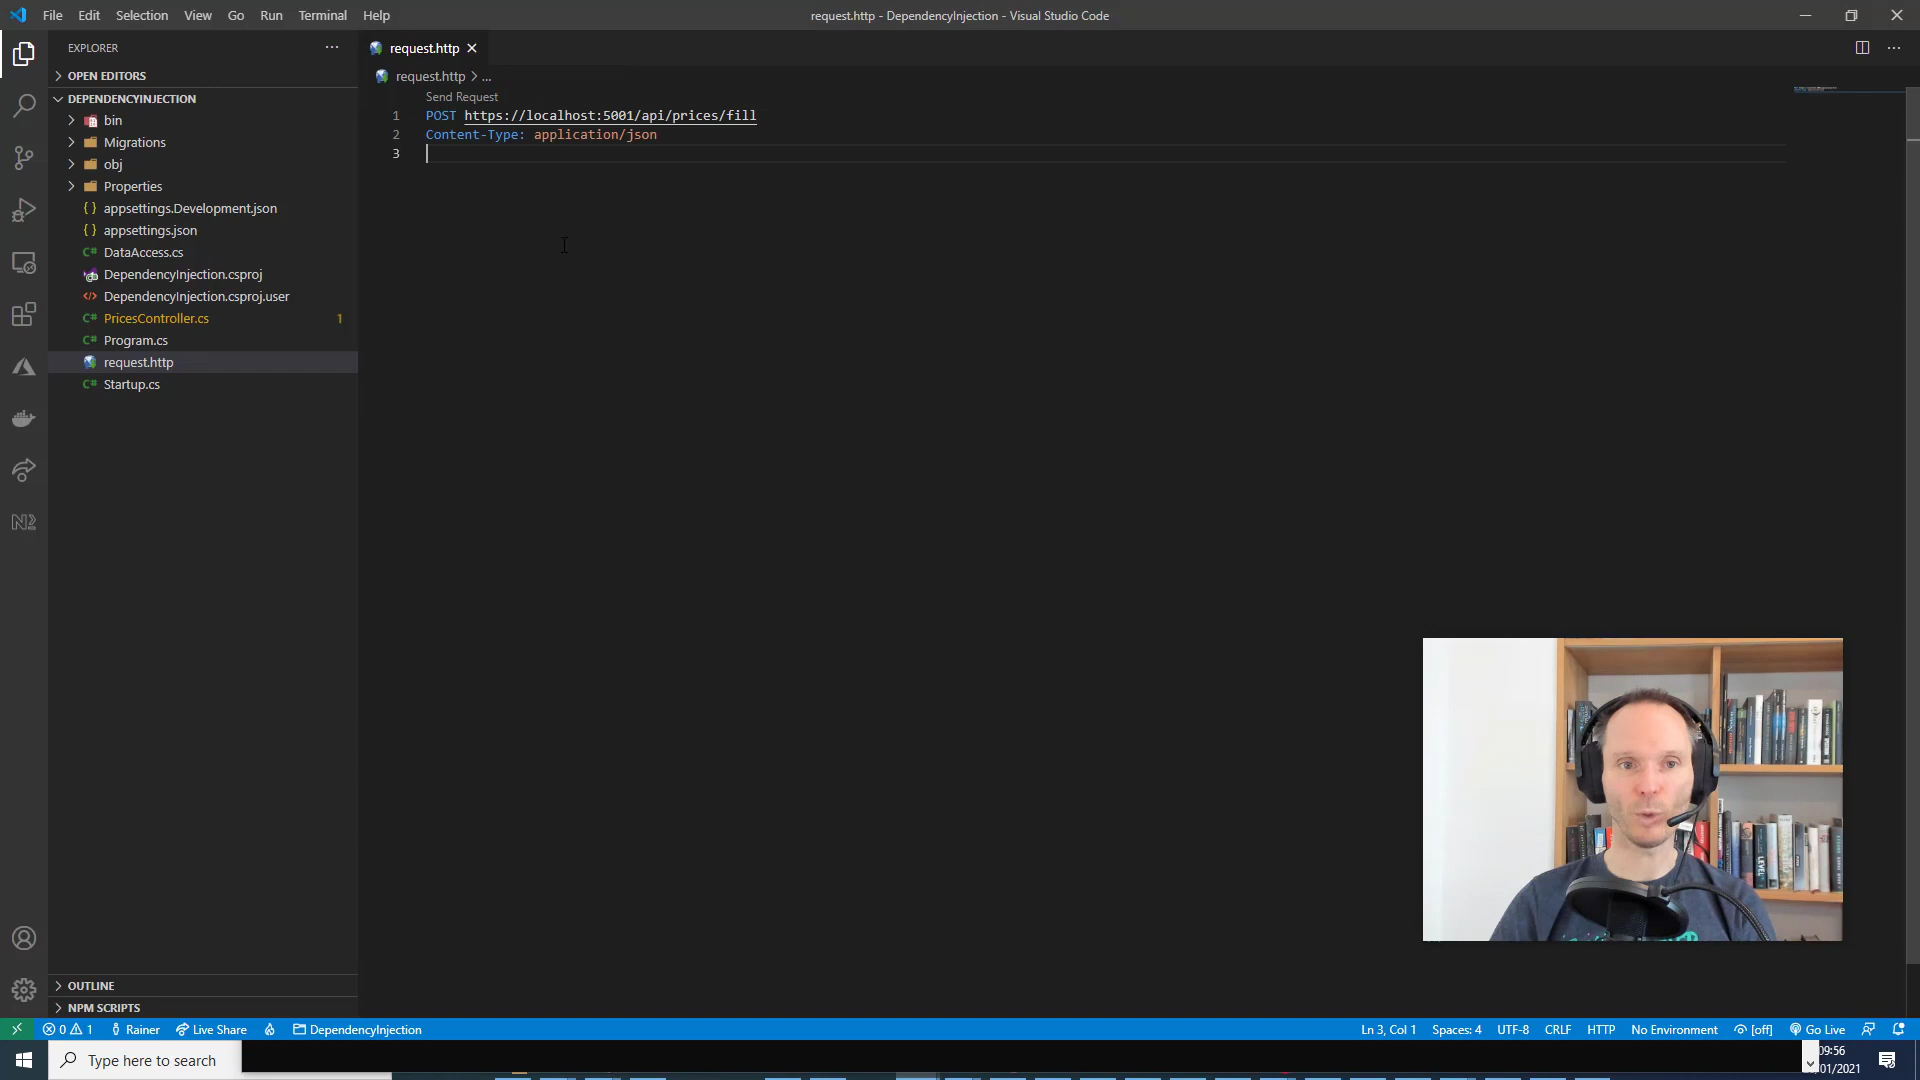 File Edit Selection View Go Run Terminal Help
request.http - DependencyInjection - Visual Studio Code
EXPLORER
OPEN EDITORS
DEPENDENCYINJECTION
bin
Migrations
obj
Properties
{ } appsettings.Development.json
{ } appsettings.json
C# DataAccess.cs
DependencyInjection.csproj
DependencyInjection.csproj.user
C# PricesController.cs 1
C# Program.cs
request.http
C# Startup.cs
OUTLINE
NPM SCRIPTS
request.http
request.http > ...
Send Request
1 POST https://localhost:5001/api/prices/fill
2 Content-Type: application/json
3
LEVEL
0 1 Rainer Live Share DependencyInjection
Ln 3, Col 1 Spaces: 4 UTF-8 CRLF HTTP No Environment [off] Go Live
Type here to search
09:56
/01/2021